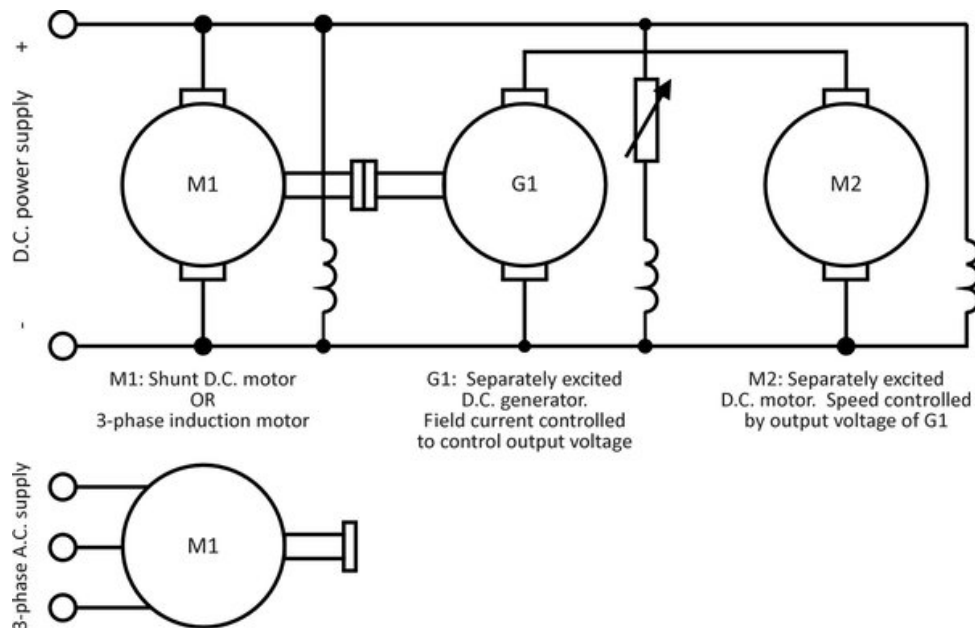 +
D.C. power supply
-
M1
G1
M2
M1: Shunt D.C. motor
OR
3-phase induction motor
G1: Separately excited
D.C. generator.
Field current controlled
to control output voltage
M2: Separately excited
D.C. motor. Speed controlled
by output voltage of G1
3-phase A.C. supply
M1